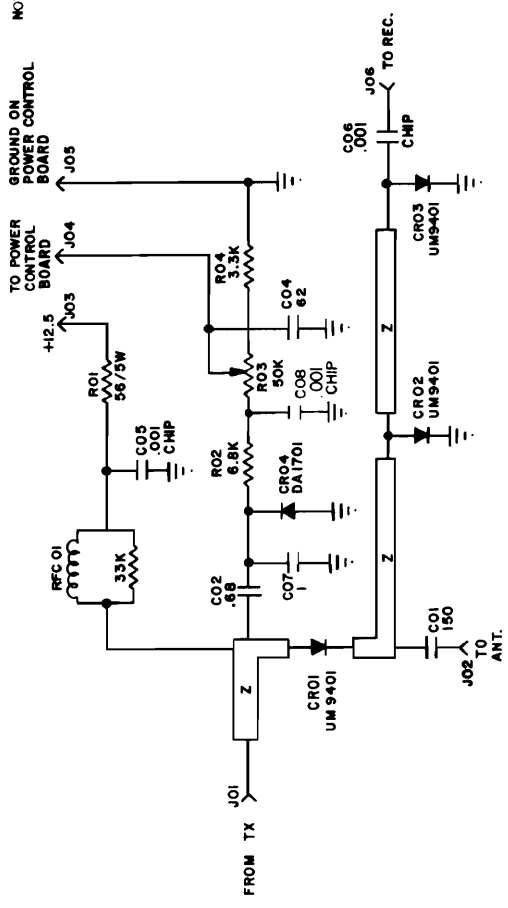 NO
GROUND ON
POWER CONTROL
BOARD
J05
TO POWER
CONTROL
BOARD
J04
+12.5
J03
R01
56/5W
C05
.001
CHIP
RFC 01
33K
R04
3.3K
C04
62
R03
50K
C08
.001
CHIP
R02
6.8K
CR04
DA1701
C02
.68
C07
1
Z
J01
FROM TX
CR01
UM 9401
Z
C01
150
J02
TO
ANT.
CR02
UM9401
Z
CR03
UM9401
C06
.001
CHIP
J06
TO REC.